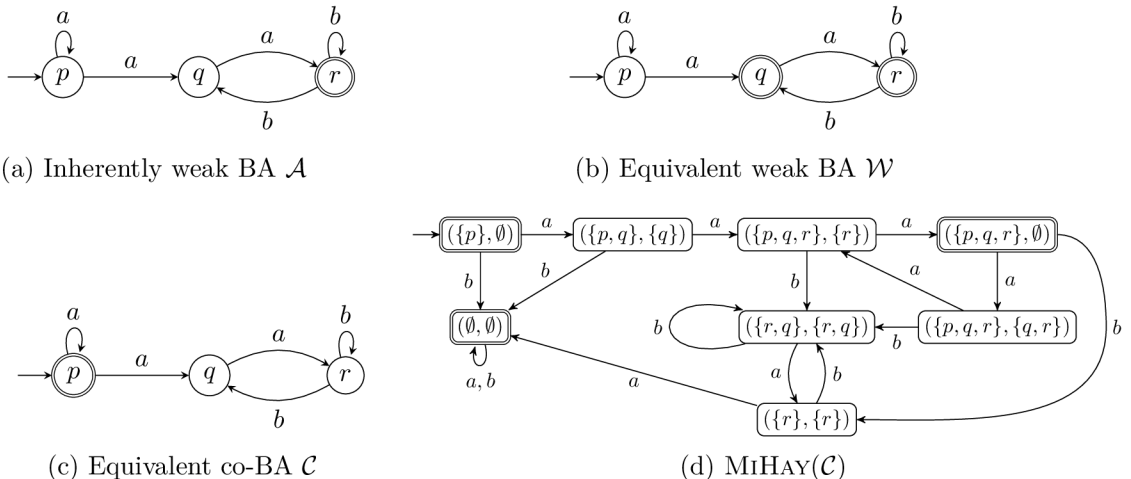 a a b a b
p a q a r b p a q a r b
b b
(a) Inherently weak BA 𝒜 (b) Equivalent weak BA 𝒲
({p}, ∅) a ({p, q}, {q}) a ({p, q, r}, {r}) a ({p, q, r}, ∅)
b b b a a b
(∅, ∅) b ({r, q}, {r, q}) b ({p, q, r}, {q, r})
a, b a a b
({r}, {r})
a a b
p a q r
b
(c) Equivalent co-BA 𝒞 (d) MIHAY(𝒞)